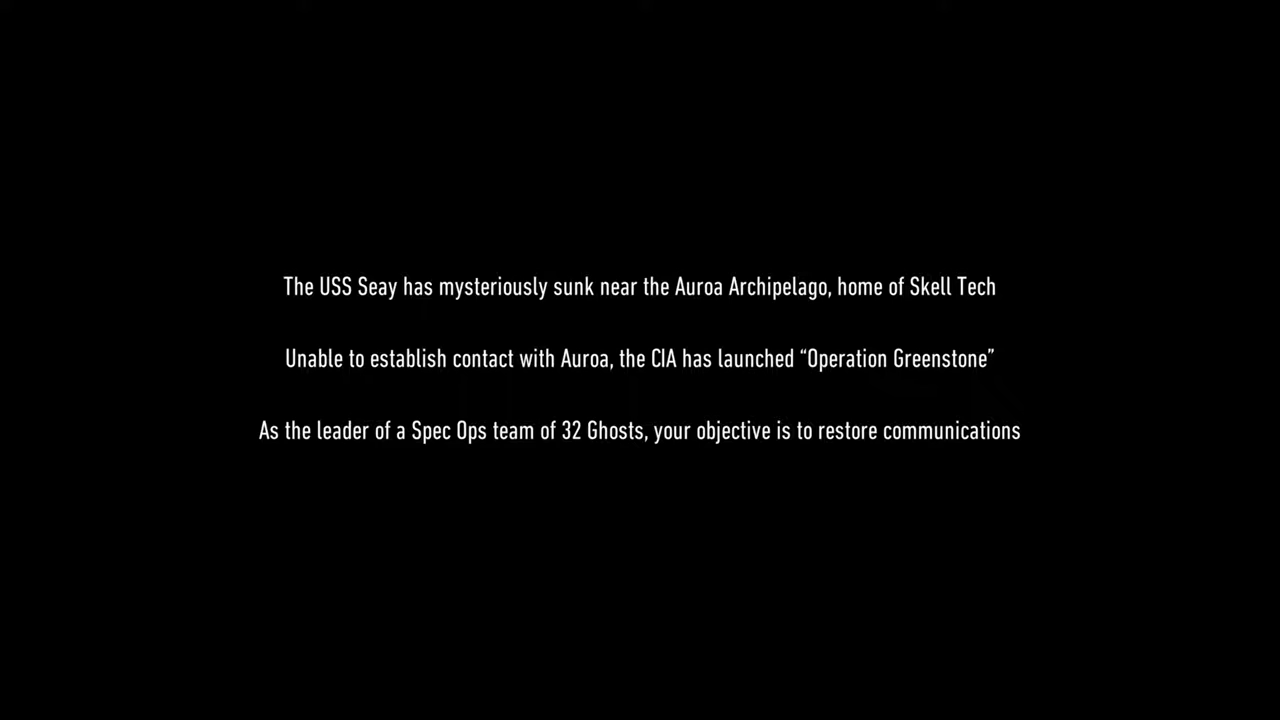 The USS Seay has mysteriously sunk near the Auroa Archipelago, home of Skell Tech
Unable to establish contact with Auroa, the CIA has launched “Operation Greenstone”
As the leader of a Spec Ops team of 32 Ghosts, your objective is to restore communications